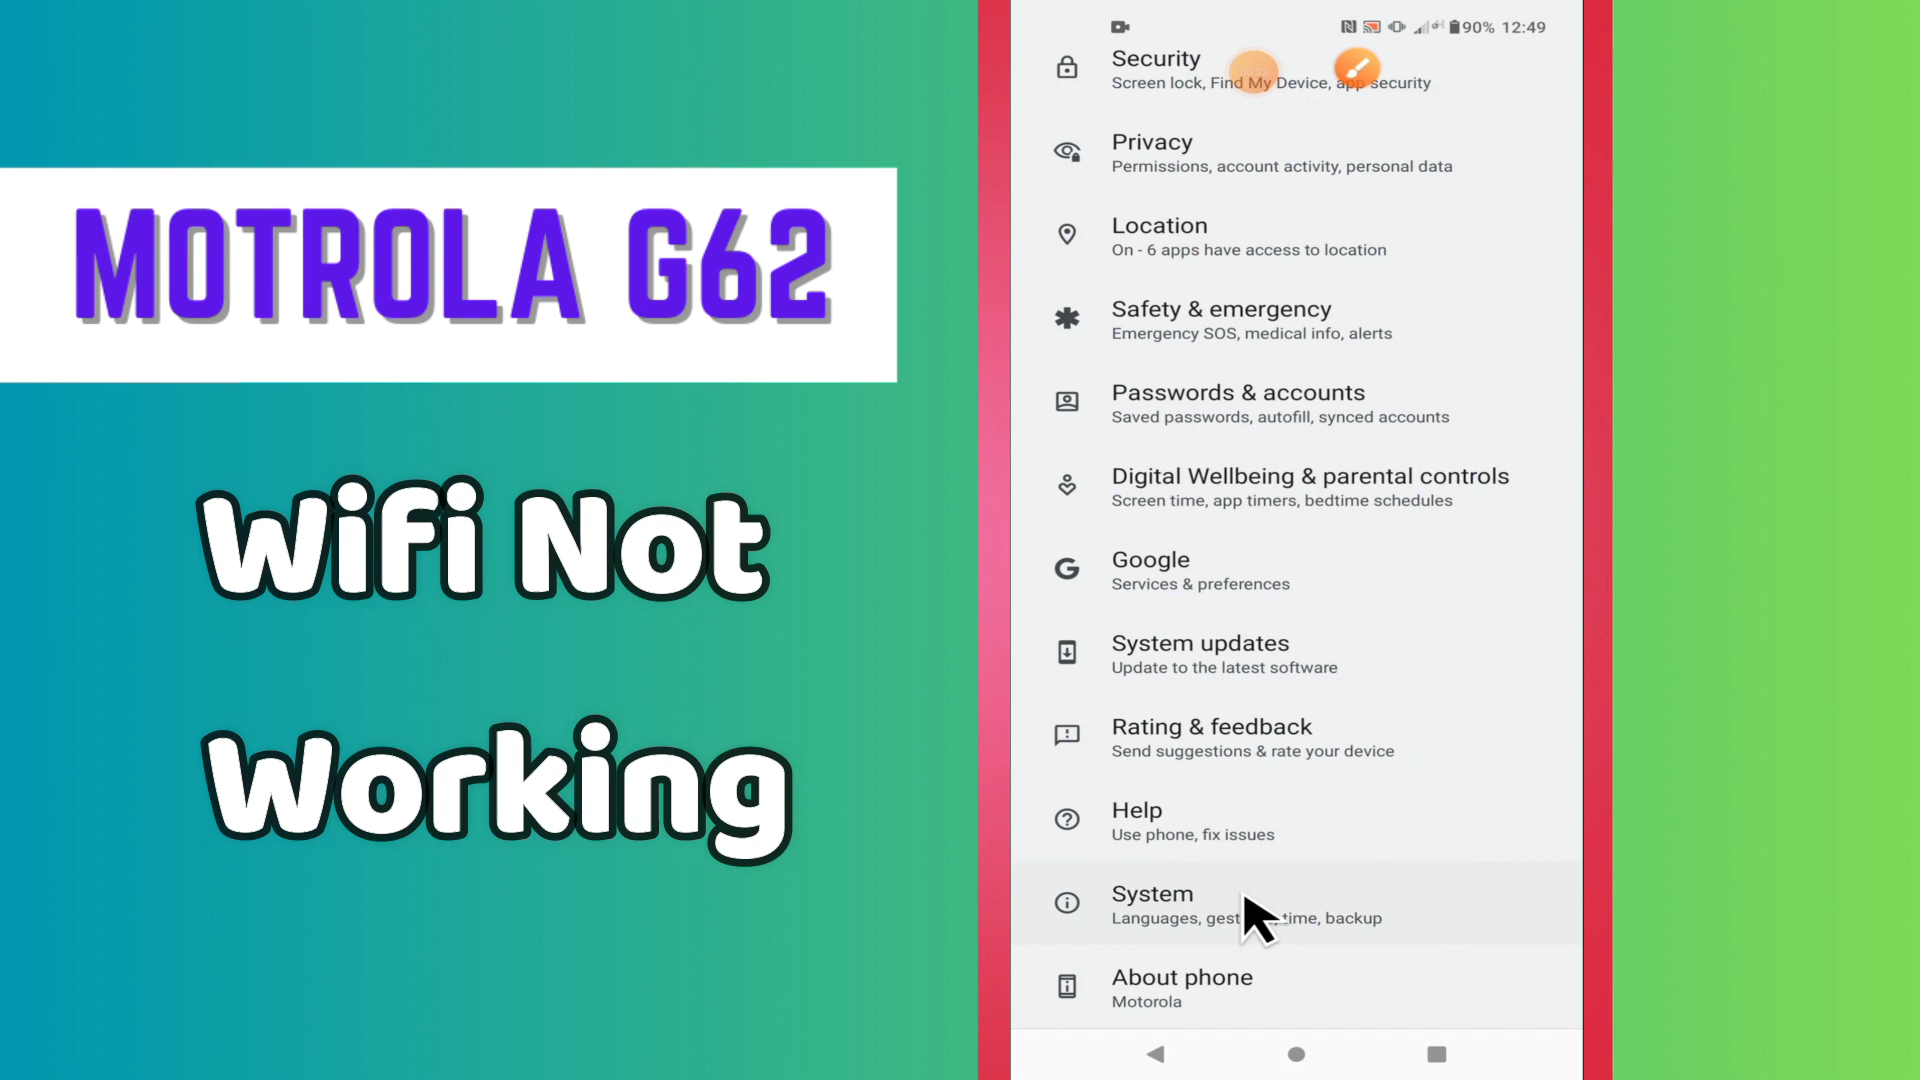 MOTROLA G62
Wifi Not
Working
90% 12:49
Security
Screen lock, Find My Device, app security
Privacy
Permissions, account activity, personal data
Location
On - 6 apps have access to location
Safety & emergency
Emergency SOS, medical info, alerts
Passwords & accounts
Saved passwords, autofill, synced accounts
Digital Wellbeing & parental controls
Screen time, app timers, bedtime schedules
Google
Services & preferences
System updates
Update to the latest software
Rating & feedback
Send suggestions & rate your device
Help
Use phone, fix issues
System
Languages, gest time, backup
About phone
Motorola